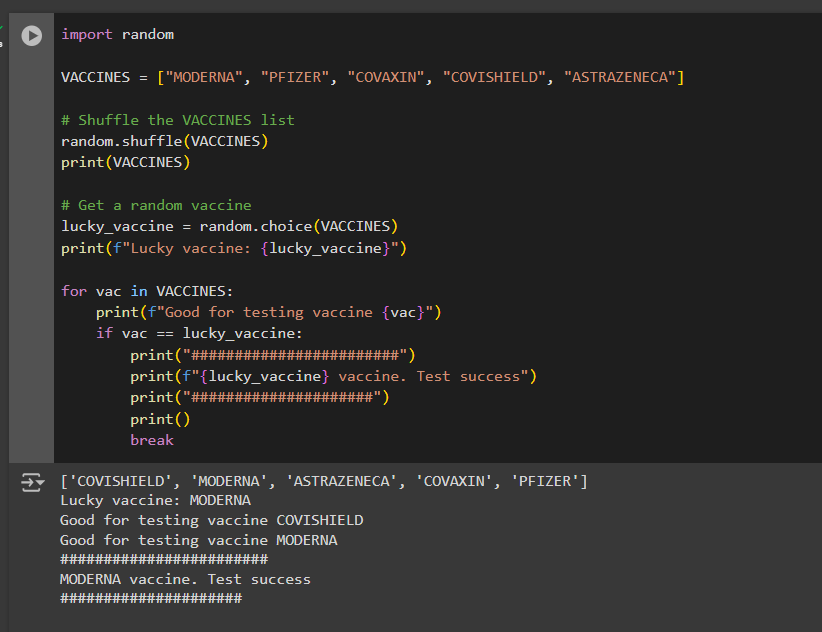 import random
VACCINES = ["MODERNA", "PFIZER", "COVAXIN", "COVISHIELD", "ASTRAZENECA"]
# Shuffle the VACCINES list
random.shuffle(VACCINES)
print(VACCINES)
# Get a random vaccine
lucky_vaccine = random.choice(VACCINES)
print(f"Lucky vaccine: {lucky_vaccine}")
for vac in VACCINES:
    print(f"Good for testing vaccine {vac}")
    if vac == lucky_vaccine:
        print("########################")
        print(f"{lucky_vaccine} vaccine. Test success")
        print("#####################")
        print()
        break
['COVISHIELD', 'MODERNA', 'ASTRAZENECA', 'COVAXIN', 'PFIZER']
Lucky vaccine: MODERNA
Good for testing vaccine COVISHIELD
Good for testing vaccine MODERNA
########################
MODERNA vaccine. Test success
#####################